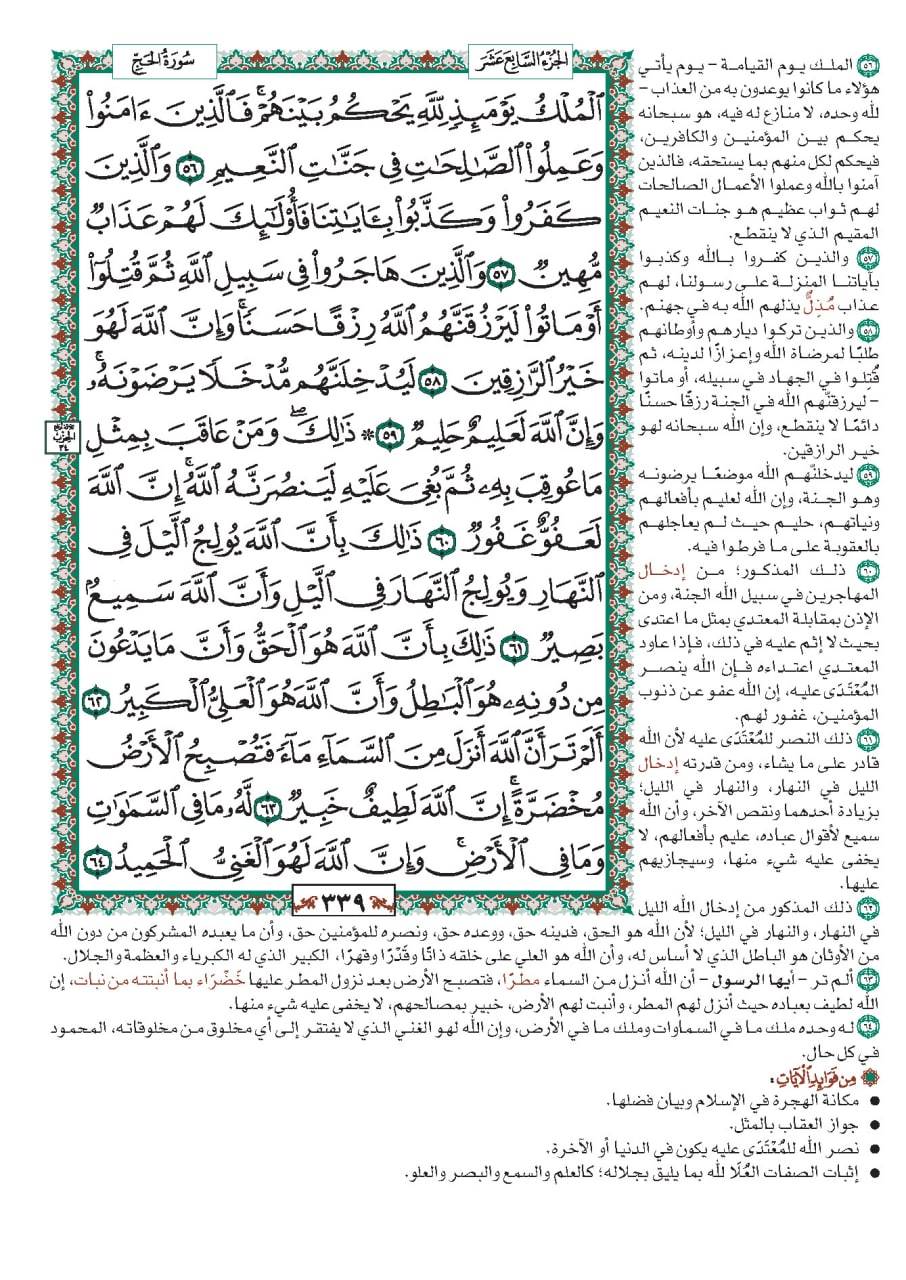 سُورَةُ الحَجِّ
الجُزْءُ السَّابِعَ عَشَرَ
ٱلْمُلْكُ يَوْمَئِذٍ لِّلَّهِ يَحْكُمُ بَيْنَهُمْ ۚ فَٱلَّذِينَ ءَامَنُوا۟
وَعَمِلُوا۟ ٱلصَّٰلِحَٰتِ فِى جَنَّٰتِ ٱلنَّعِيمِ ٥٦ وَٱلَّذِينَ
كَفَرُوا۟ وَكَذَّبُوا۟ بِـَٔايَٰتِنَا فَأُو۟لَٰٓئِكَ لَهُمْ عَذَابٌ
مُّهِينٌ ٥٧ وَٱلَّذِينَ هَاجَرُوا۟ فِى سَبِيلِ ٱللَّهِ ثُمَّ قُتِلُوٓا۟
أَوْ مَاتُوا۟ لَيَرْزُقَنَّهُمُ ٱللَّهُ رِزْقًا حَسَنًا ۚ وَإِنَّ ٱللَّهَ لَهُوَ
خَيْرُ ٱلرَّٰزِقِينَ ٥٨ لَيُدْخِلَنَّهُم مُّدْخَلًا يَرْضَوْنَهُۥ ۗ
وَإِنَّ ٱللَّهَ لَعَلِيمٌ حَلِيمٌ ٥٩ ۞ ذَٰلِكَ ۖ وَمَنْ عَاقَبَ بِمِثْلِ
مَا عُوقِبَ بِهِۦ ثُمَّ بُغِىَ عَلَيْهِ لَيَنصُرَنَّهُ ٱللَّهُ ۗ إِنَّ ٱللَّهَ
لَعَفُوٌّ غَفُورٌ ٦٠ ذَٰلِكَ بِأَنَّ ٱللَّهَ يُولِجُ ٱلَّيْلَ فِى
ٱلنَّهَارِ وَيُولِجُ ٱلنَّهَارَ فِى ٱلَّيْلِ وَأَنَّ ٱللَّهَ سَمِيعٌۢ
بَصِيرٌ ٦١ ذَٰلِكَ بِأَنَّ ٱللَّهَ هُوَ ٱلْحَقُّ وَأَنَّ مَا يَدْعُونَ
مِن دُونِهِۦ هُوَ ٱلْبَٰطِلُ وَأَنَّ ٱللَّهَ هُوَ ٱلْعَلِىُّ ٱلْكَبِيرُ ٦٢
أَلَمْ تَرَ أَنَّ ٱللَّهَ أَنزَلَ مِنَ ٱلسَّمَآءِ مَآءً فَتُصْبِحُ ٱلْأَرْضُ
مُخْضَرَّةً ۗ إِنَّ ٱللَّهَ لَطِيفٌ خَبِيرٌ ٦٣ لَّهُۥ مَا فِى ٱلسَّمَٰوَٰتِ
وَمَا فِى ٱلْأَرْضِ ۗ وَإِنَّ ٱللَّهَ لَهُوَ ٱلْغَنِىُّ ٱلْحَمِيدُ ٦٤
٣٣٩
٥٦ الملك يوم القيامة - يوم يأتي
هؤلاء ما كانوا يوعدون به من العذاب -
لله وحده، لا منازع له فيه، هو سبحانه
يحكم بين المؤمنين والكافرين،
فيحكم لكل منهم بما يستحقه، فالذين
آمنوا بالله وعملوا الأعمال الصالحات
لهم ثواب عظيم هو جنات النعيم
المقيم الذي لا ينقطع.
٥٧ والذين كفروا بالله وكذبوا
بآياتنا المنزلة على رسولنا، لهم
عذاب مُذِلٌّ يذلهم الله به في جهنم.
٥٨ والذين تركوا ديارهم وأوطانهم
طلبًا لمرضاة الله وإعزازًا لدينه، ثم
قُتلوا في الجهاد في سبيله، أو ماتوا
- ليرزقنّهم الله في الجنة رزقًا حسنًا
دائمًا لا ينقطع، وإن الله سبحانه لهو
خير الرازقين.
٥٩ ليدخلنّهم الله موضعًا يرضونه
وهو الجنة، وإن الله لعليم بأفعالهم
ونياتهم، حليم حيث لم يعاجلهم
بالعقوبة على ما فرطوا فيه.
٦٠ ذلك المذكور؛ من إدخال
المهاجرين في سبيل الله الجنة، ومن
الإذن بمقابلة المعتدي بمثل ما اعتدى
بحيث لا إثم عليه في ذلك، فإذا عاود
المعتدي اعتداءه فإن الله ينصر
المُعْتَدَى عليه، إن الله عفو عن ذنوب
المؤمنين، غفور لهم.
٦١ ذلك النصر للمُعْتَدَى عليه لأن الله
قادر على ما يشاء، ومن قدرته إدخال
الليل في النهار، والنهار في الليل؛
بزيادة أحدهما ونقص الآخر، وأن الله
سميع لأقوال عباده، عليم بأفعالهم، لا
يخفى عليه شيء منها، وسيجازيهم
عليها.
٦٢ ذلك المذكور من إدخال الله الليل
في النهار، والنهار في الليل؛ لأن الله هو الحق، فدينه حق، ووعده حق، ونصره للمؤمنين حق، وأن ما يعبده المشركون من دون الله
من الأوثان هو الباطل الذي لا أساس له، وأن الله هو العلي على خلقه ذاتًا وقَدْرًا وقهرًا، الكبير الذي له الكبرياء والعظمة والجلال.
٦٣ ألم تر - أيها الرسول - أن الله أنزل من السماء مطرًا، فتصبح الأرض بعد نزول المطر عليها خَضْرَاء بما أنبتته من نبات، إن
الله لطيف بعباده حيث أنزل لهم المطر، وأنبت لهم الأرض، خبير بمصالحهم، لا يخفى عليه شيء منها.
٦٤ له وحده ملك ما في السماوات وملك ما في الأرض، وإن الله لهو الغني الذي لا يفتقر إلى أي مخلوق من مخلوقاته، المحمود
في كل حال.
مِن فَوَائِدِ الْآيَاتِ:
● مكانة الهجرة في الإسلام وبيان فضلها.
● جواز العقاب بالمثل.
● نصر الله للمُعْتَدَى عليه يكون في الدنيا أو الآخرة.
● إثبات الصفات العُلَا لله بما يليق بجلاله؛ كالعلم والسمع والبصر والعلو.